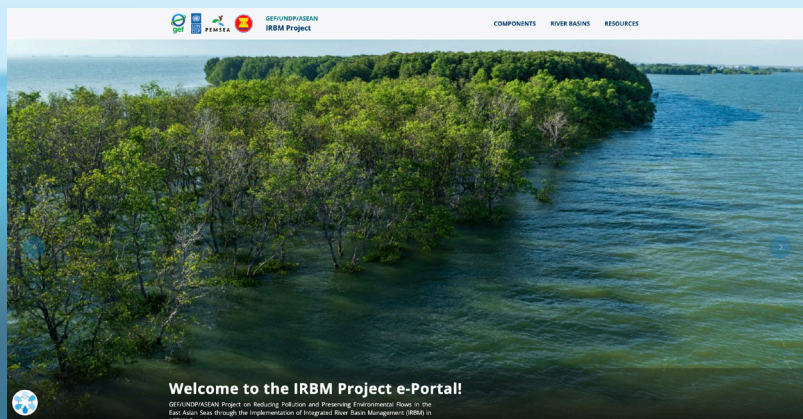 gef
PEMSEA
GEF/UNDP/ASEAN
IRBM Project
COMPONENTS
RIVER BASINS
RESOURCES
Welcome to the IRBM Project e-Portal!
GEF/UNDP/ASEAN Project on Reducing Pollution and Preserving Environmental Flows in the
East Asian Seas through the Implementation of Integrated River Basin Management (IRBM) in